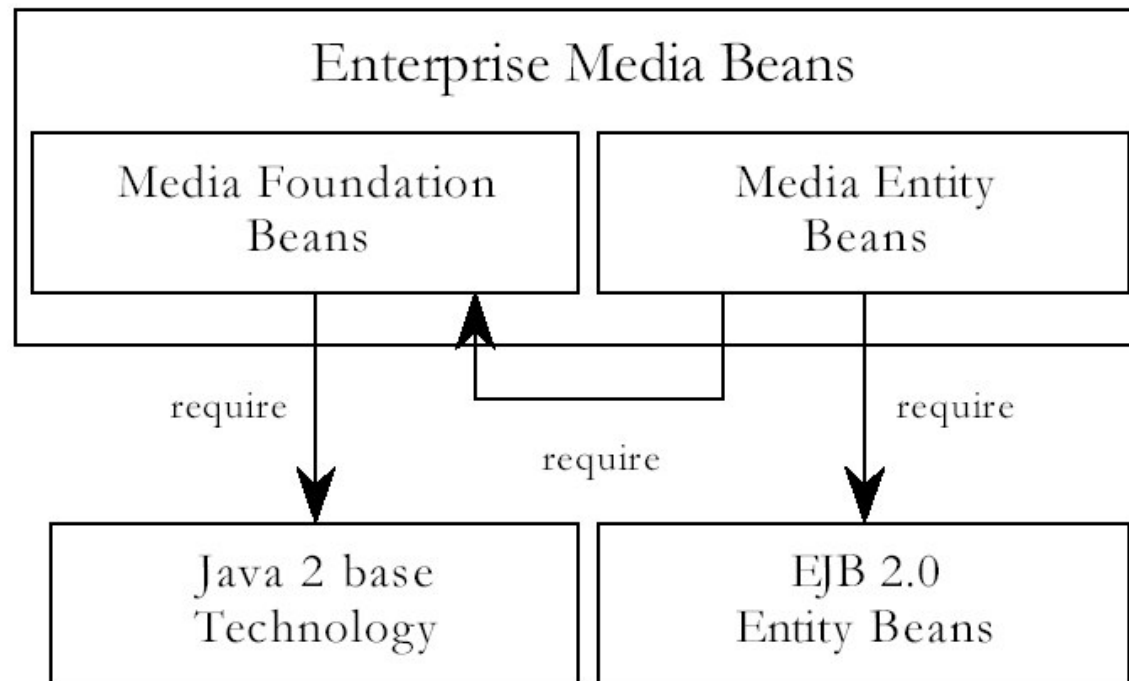 Enterprise Media Beans
Media Foundation
Beans
Media Entity
Beans
require
require
require
Java 2 base
Technology
EJB 2.0
Entity Beans